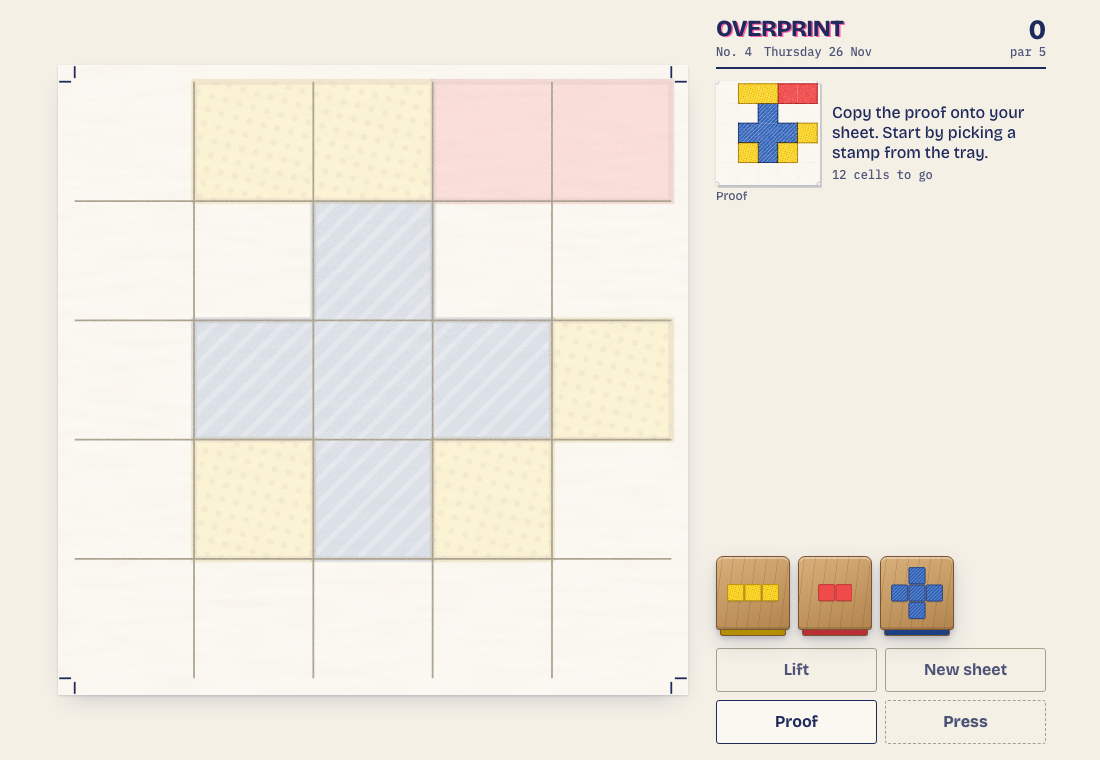 OVERPRINT
0
No. 4 Thursday 26 Nov
par 5
Copy the proof onto your
sheet. Start by picking a
stamp from the tray.
12 cells to go
Proof
Lift
New sheet
Proof
Press